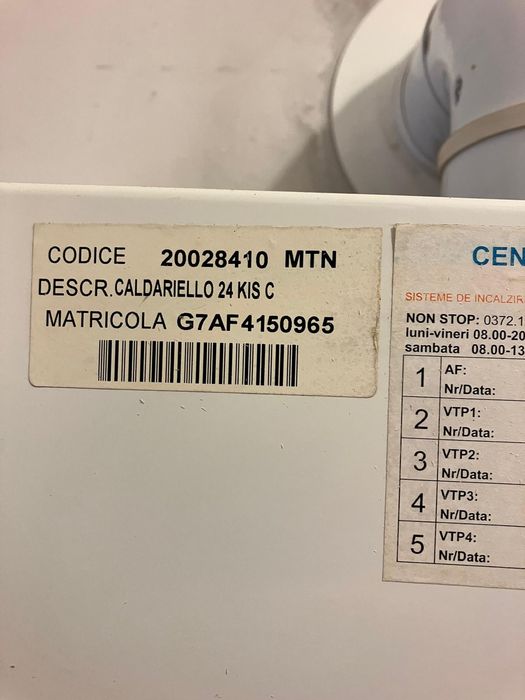 CODICE 20028410 MTN
DESCR.CALDARIELLO 24 KIS C
MATRICOLA G7AF4150965
CEN
SISTEME DE INCALZIR
NON STOP: 0372.1
luni-vineri 08.00-20
sambata 08.00-13
1 AF:
Nr/Data:
2 VTP1:
Nr/Data:
3 VTP2:
Nr/Data:
4 VTP3:
Nr/Data:
5 VTP4:
Nr/Data: